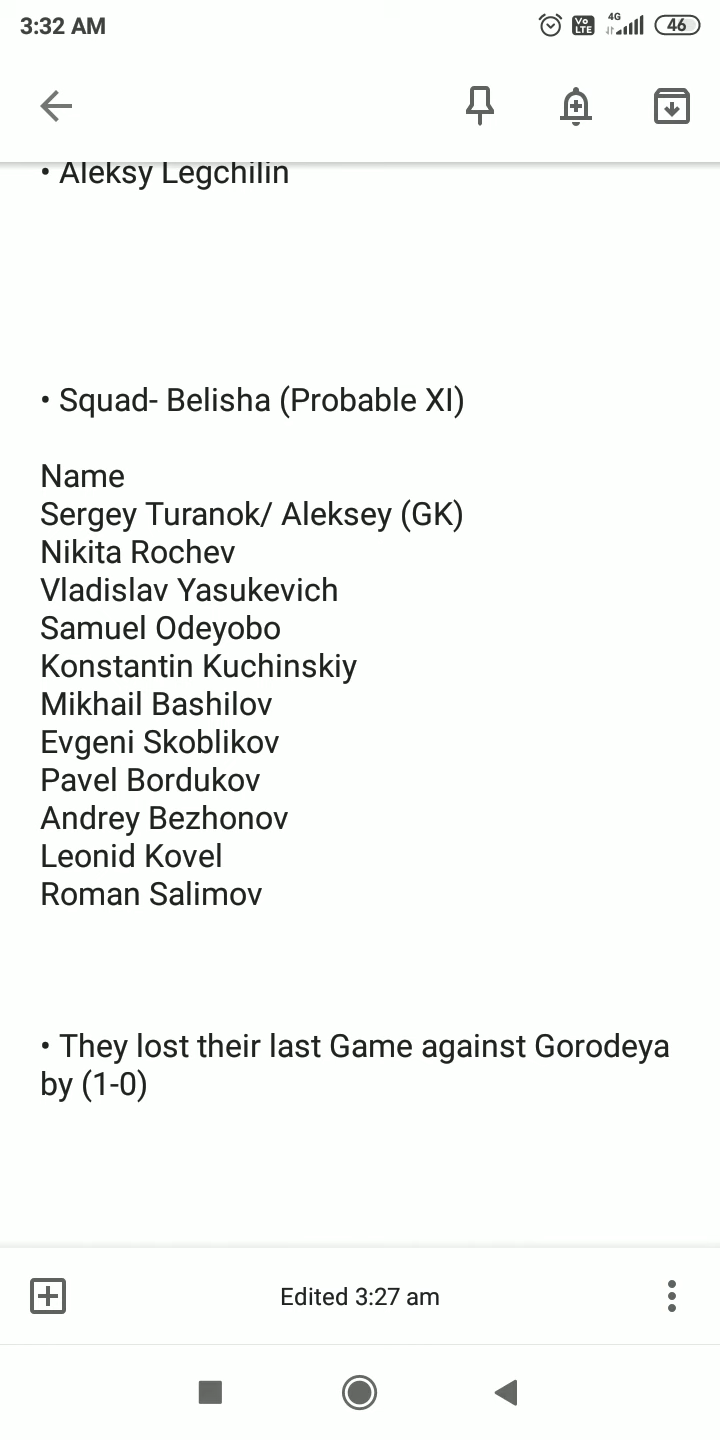 3:32 AM
4G
Vo
LTE
46
• Aleksy Legchilin
• Squad- Belisha (Probable XI)
Name
Sergey Turanok/ Aleksey (GK)
Nikita Rochev
Vladislav Yasukevich
Samuel Odeyobo
Konstantin Kuchinskiy
Mikhail Bashilov
Evgeni Skoblikov
Pavel Bordukov
Andrey Bezhonov
Leonid Kovel
Roman Salimov
• They lost their last Game against Gorodeya
by (1-0)
Edited 3:27 am